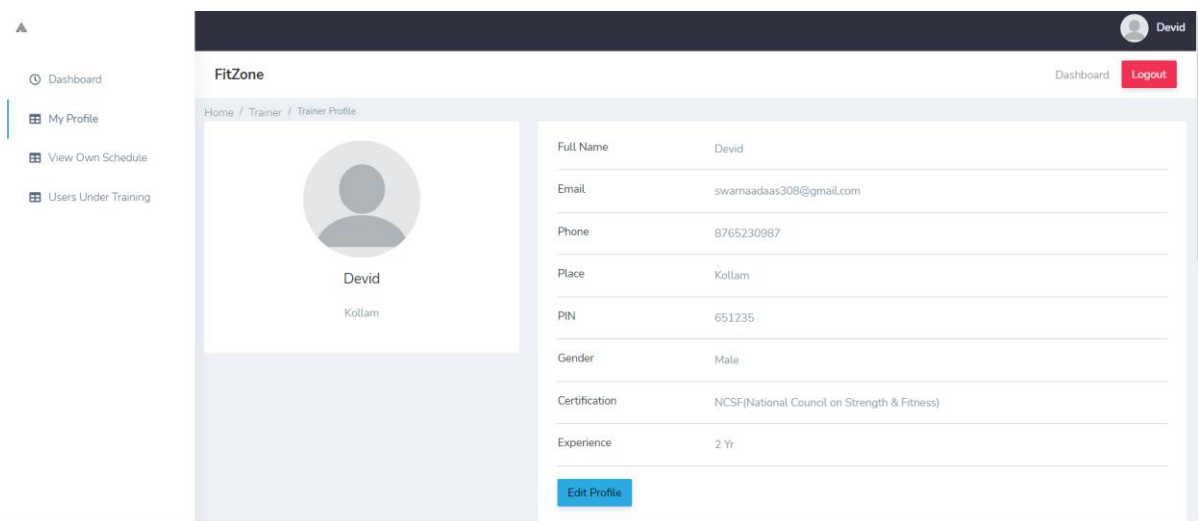 Devid
Dashboard
My Profile
View Own Schedule
Users Under Training
FitZone
Dashboard
Logout
Home / Trainer / Trainer Profile
Devid
Kollam
Full Name Devid
Email swarnaadaas308@gmail.com
Phone 8765230987
Place Kollam
PIN 651235
Gender Male
Certification NCSF(National Council on Strength & Fitness)
Experience 2 Yr
Edit Profile